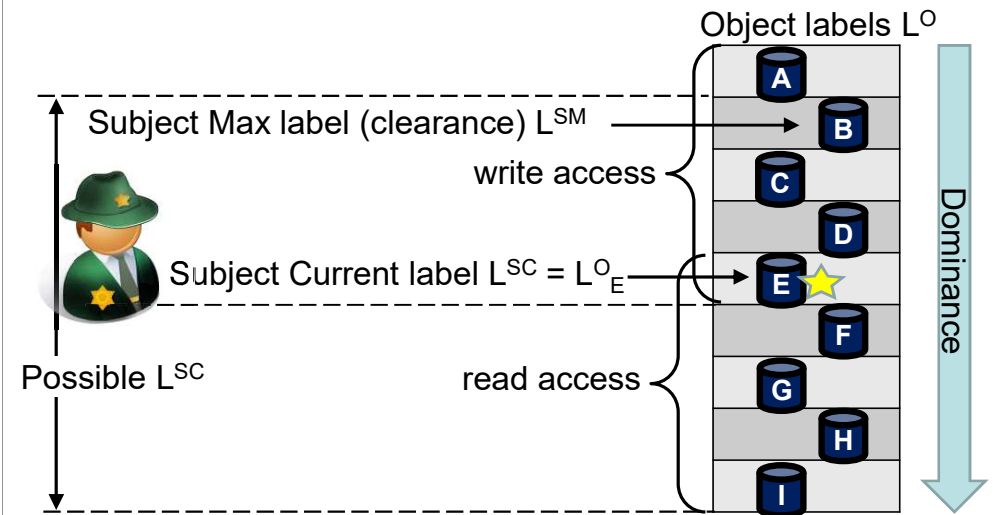 Object labels L^O
A
Subject Max label (clearance) L^SM
B
write access
C
D
Subject Current label L^SC = L^O_E
E
F
Possible L^SC
read access
G
H
I
Dominance